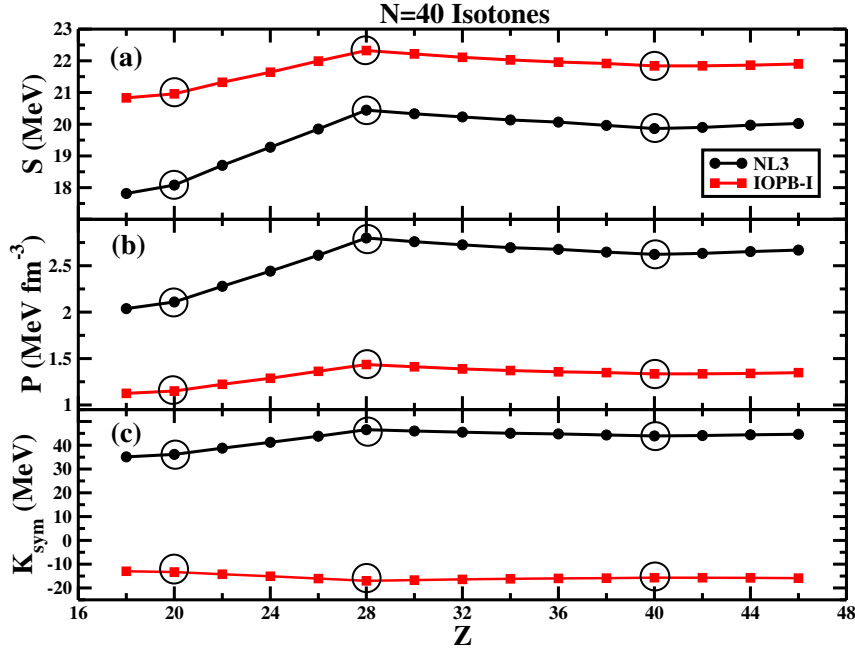 N=40 Isotones
(a)
S (MeV)
23
22
21
20
19
18
NL3
IOPB-I
(b)
P (MeV fm⁻³)
2.5
2
1.5
1
(c)
K_sym (MeV)
40
30
20
10
0
-10
-20
16 20 24 28 32 36 40 44 48
Z